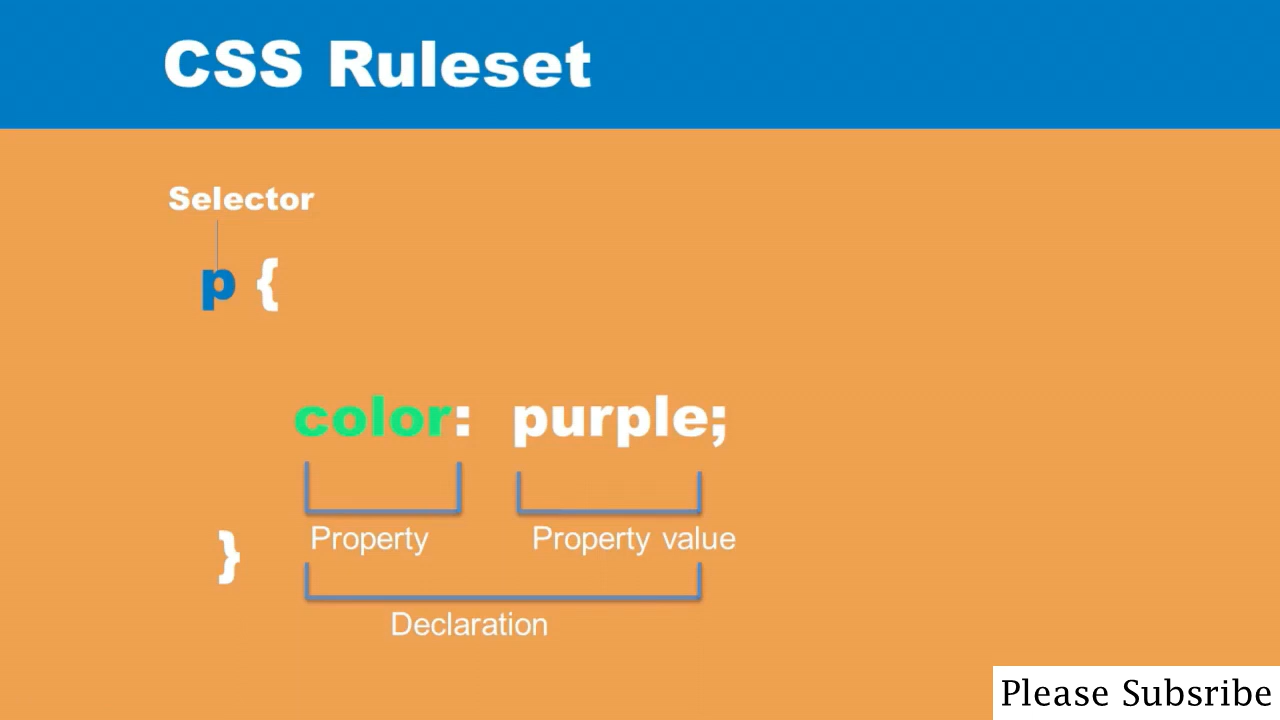 CSS Ruleset
Selector
p {
color: purple;
Property Property value
}
Declaration
Please Subsribe